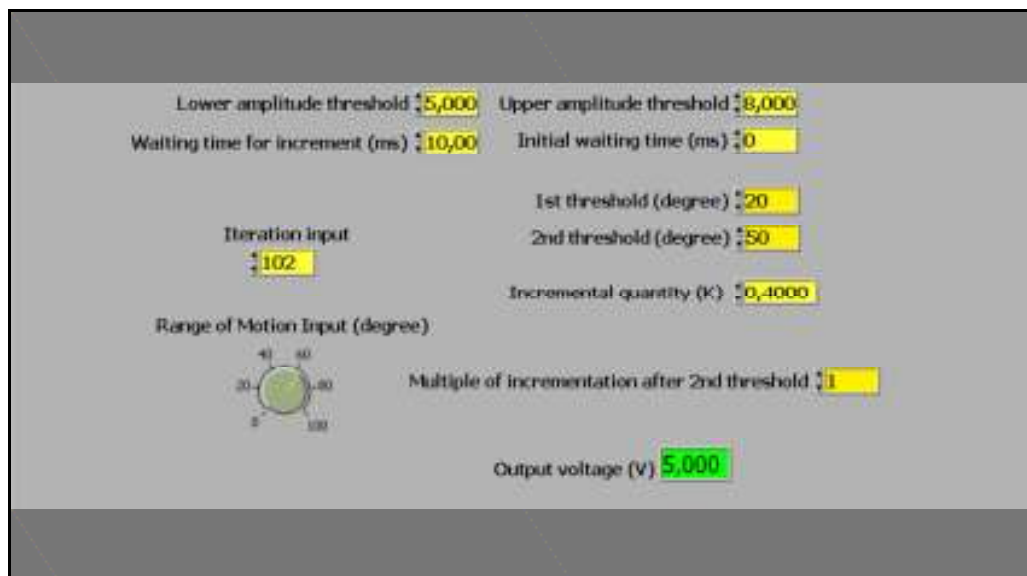 Lower amplitude threshold 5,000 Upper amplitude threshold 8,000
Waiting time for increment (ms) 10,00 Initial waiting time (ms) 0
1st threshold (degree) 20
Iteration input 2nd threshold (degree) 50
102
Incremental quantity (K) 0,4000
Range of Motion Input (degree)
40 60
20 80
0 100
Multiple of incrementation after 2nd threshold 1
Output voltage (V) 5,000